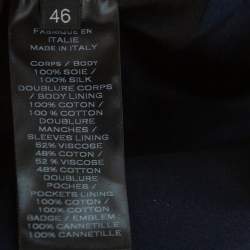 46
FABRIQUÉ EN
ITALIE
MADE IN ITALY
CORPS / BODY
100% SOIE /
100% SILK
DOUBLURE CORPS
/ BODY LINING
100% COTON /
100% COTTON
DOUBLURE
MANCHES /
SLEEVES LINING
52 % VISCOSE
48% COTON /
52 % VISCOSE
48% COTTON
DOUBLURE
POCHES /
POCKETS LINING
100% COTON /
100% COTTON
BADGE / EMBLEM
100% CANNETILLE /
100% CANNETILLE